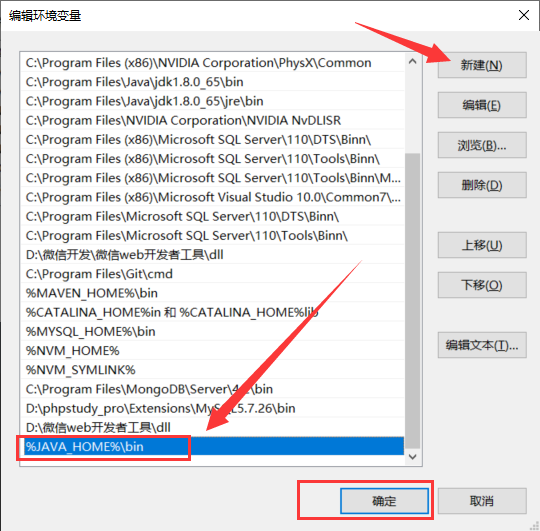 编辑环境变量
C:\Program Files (x86)\NVIDIA Corporation\PhysX\Common
C:\Program Files\Java\jdk1.8.0_65\bin
C:\Program Files\Java\jdk1.8.0_65\jre\bin
C:\Program Files\NVIDIA Corporation\NVIDIA NvDLISR
C:\Program Files (x86)\Microsoft SQL Server\110\DTS\Binn\
C:\Program Files (x86)\Microsoft SQL Server\110\Tools\Binn\
C:\Program Files (x86)\Microsoft SQL Server\110\Tools\Binn\M...
C:\Program Files (x86)\Microsoft Visual Studio 10.0\Common7\...
C:\Program Files\Microsoft SQL Server\110\DTS\Binn\
C:\Program Files\Microsoft SQL Server\110\Tools\Binn\
D:\微信开发\微信web开发者工具\dll
C:\Program Files\Git\cmd
%MAVEN_HOME%\bin
%CATALINA_HOME%in 和 %CATALINA_HOME%lib
%MYSQL_HOME%\bin
%NVM_HOME%
%NVM_SYMLINK%
C:\Program Files\MongoDB\Server\
D:\phpstudy_pro\Extensions\MySQL5.7.26\bin
D:\微信web开发者工具\dll
%JAVA_HOME%\bin
新建(N)
编辑(E)
浏览(B)...
删除(D)
上移(U)
下移(O)
编辑文本(T)...
确定
取消